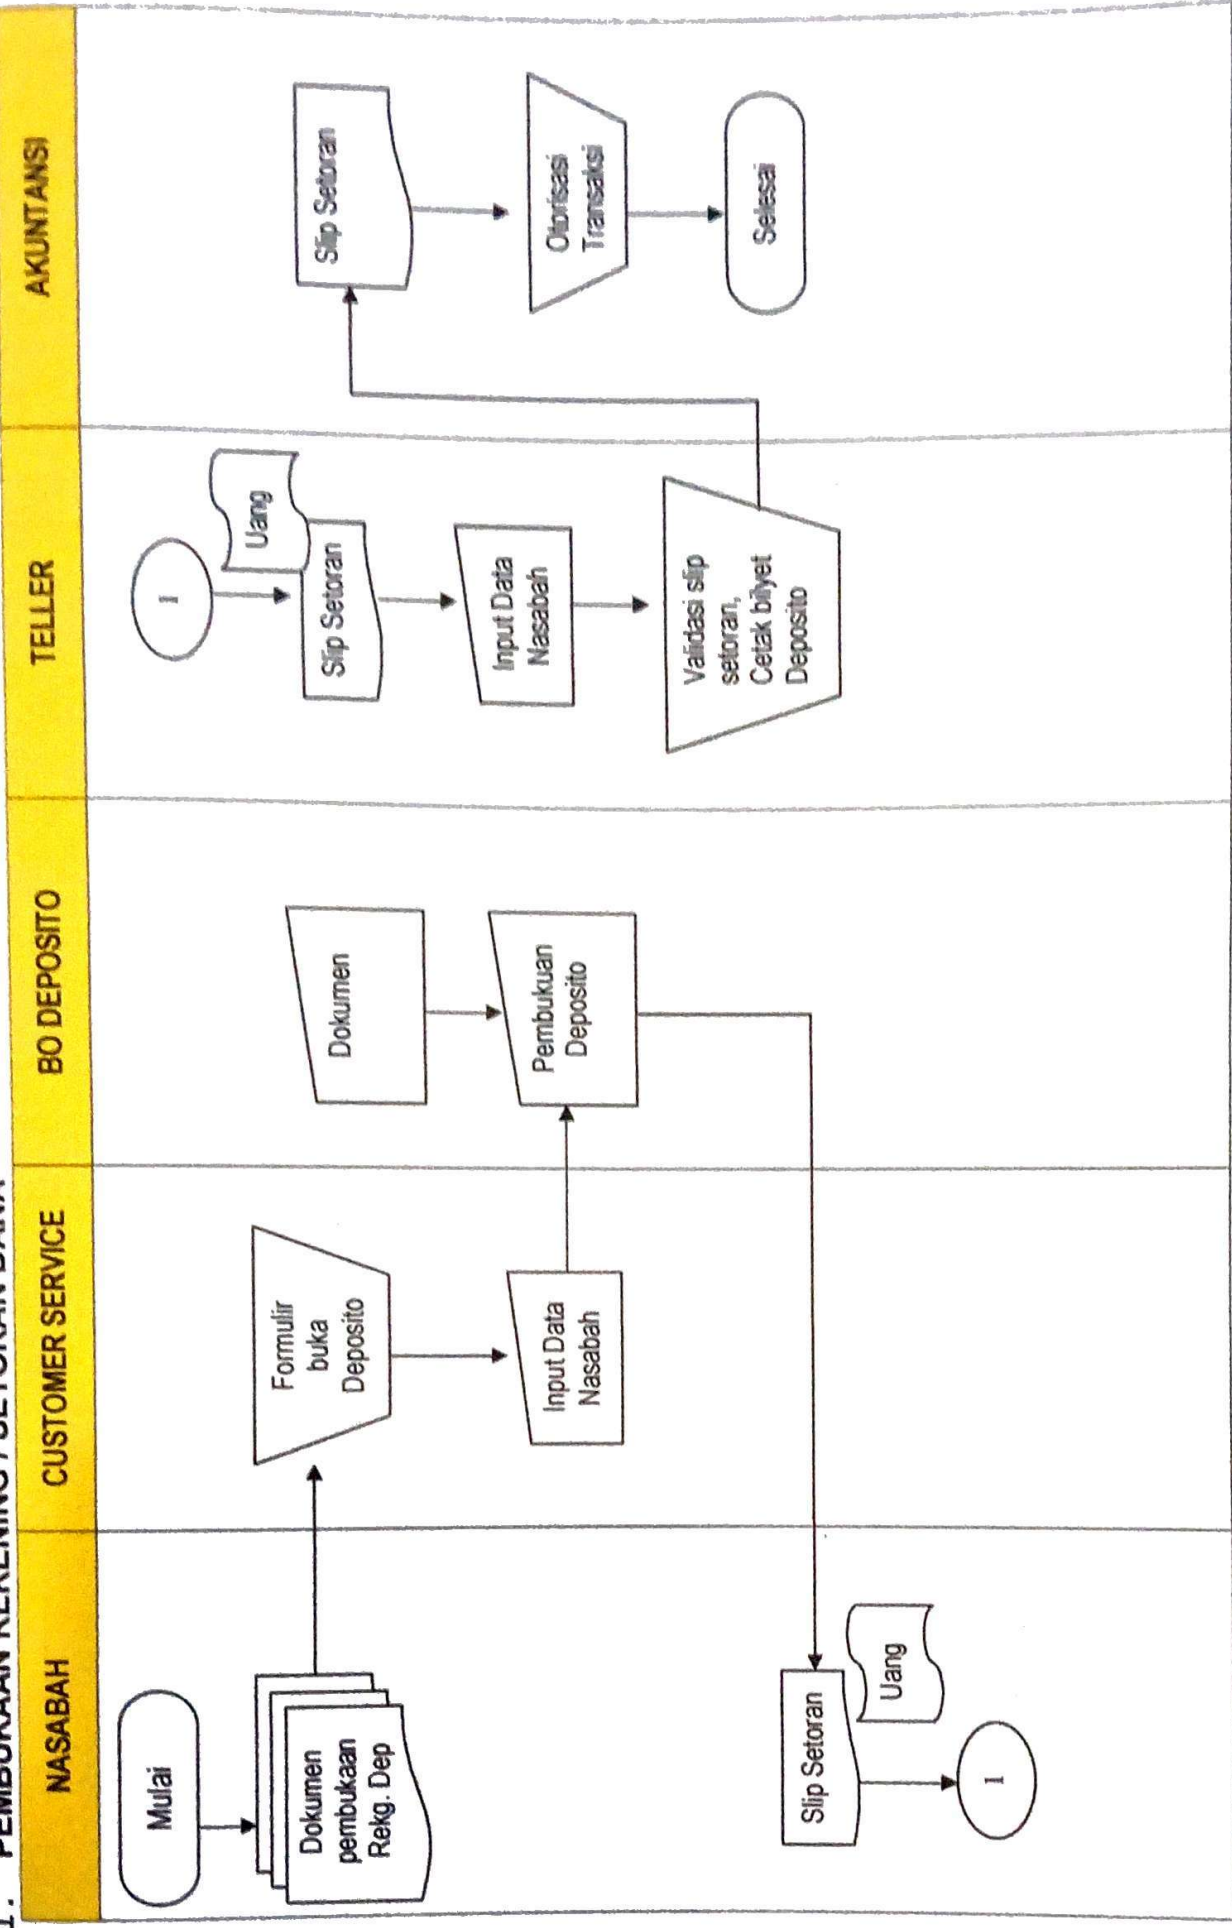 1. PEMBUKAAN REKENING / SETORAN DANA
NASABAH
CUSTOMER SERVICE
BO DEPOSITO
TELLER
AKUNTANSI
Mulai
Dokumen
pembukaan
Rekg. Dep
Slip Setoran
Uang
1
Formulir
buka
Deposito
Input Data
Nasabah
Dokumen
Pembukuan
Deposito
1
Uang
Slip Setoran
Input Data
Nasabah
Validasi slip
setoran,
Cetak bilyet
Deposito
Slip Setoran
Otorisasi
Transaksi
Selesai